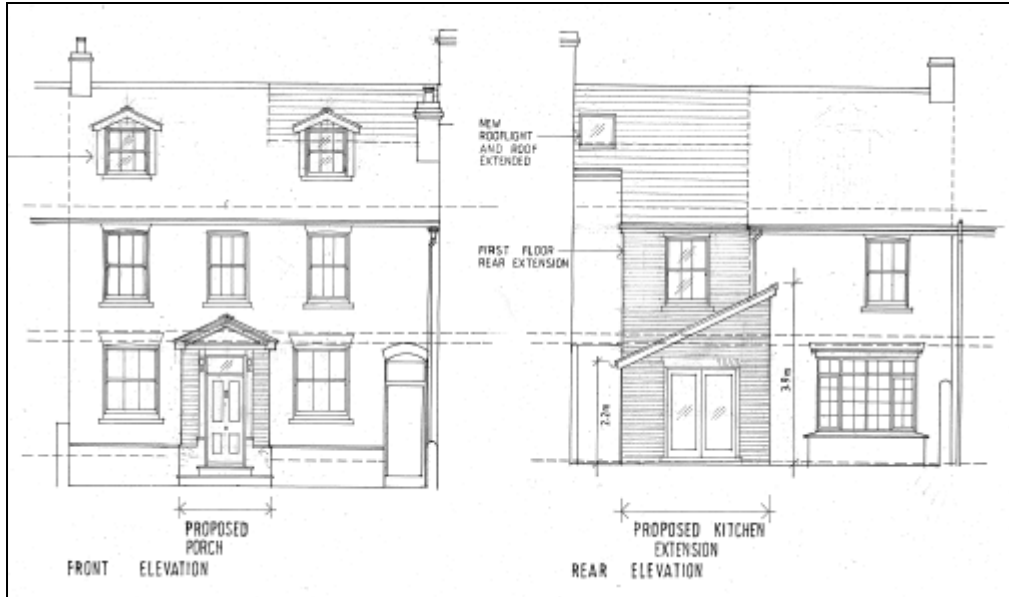 NEW
ROOFLIGHT
AND ROOF
EXTENDED
FIRST FLOOR
REAR EXTENSION
2.2m
3.9m
PROPOSED
PORCH
FRONT ELEVATION
PROPOSED KITCHEN
EXTENSION
REAR ELEVATION